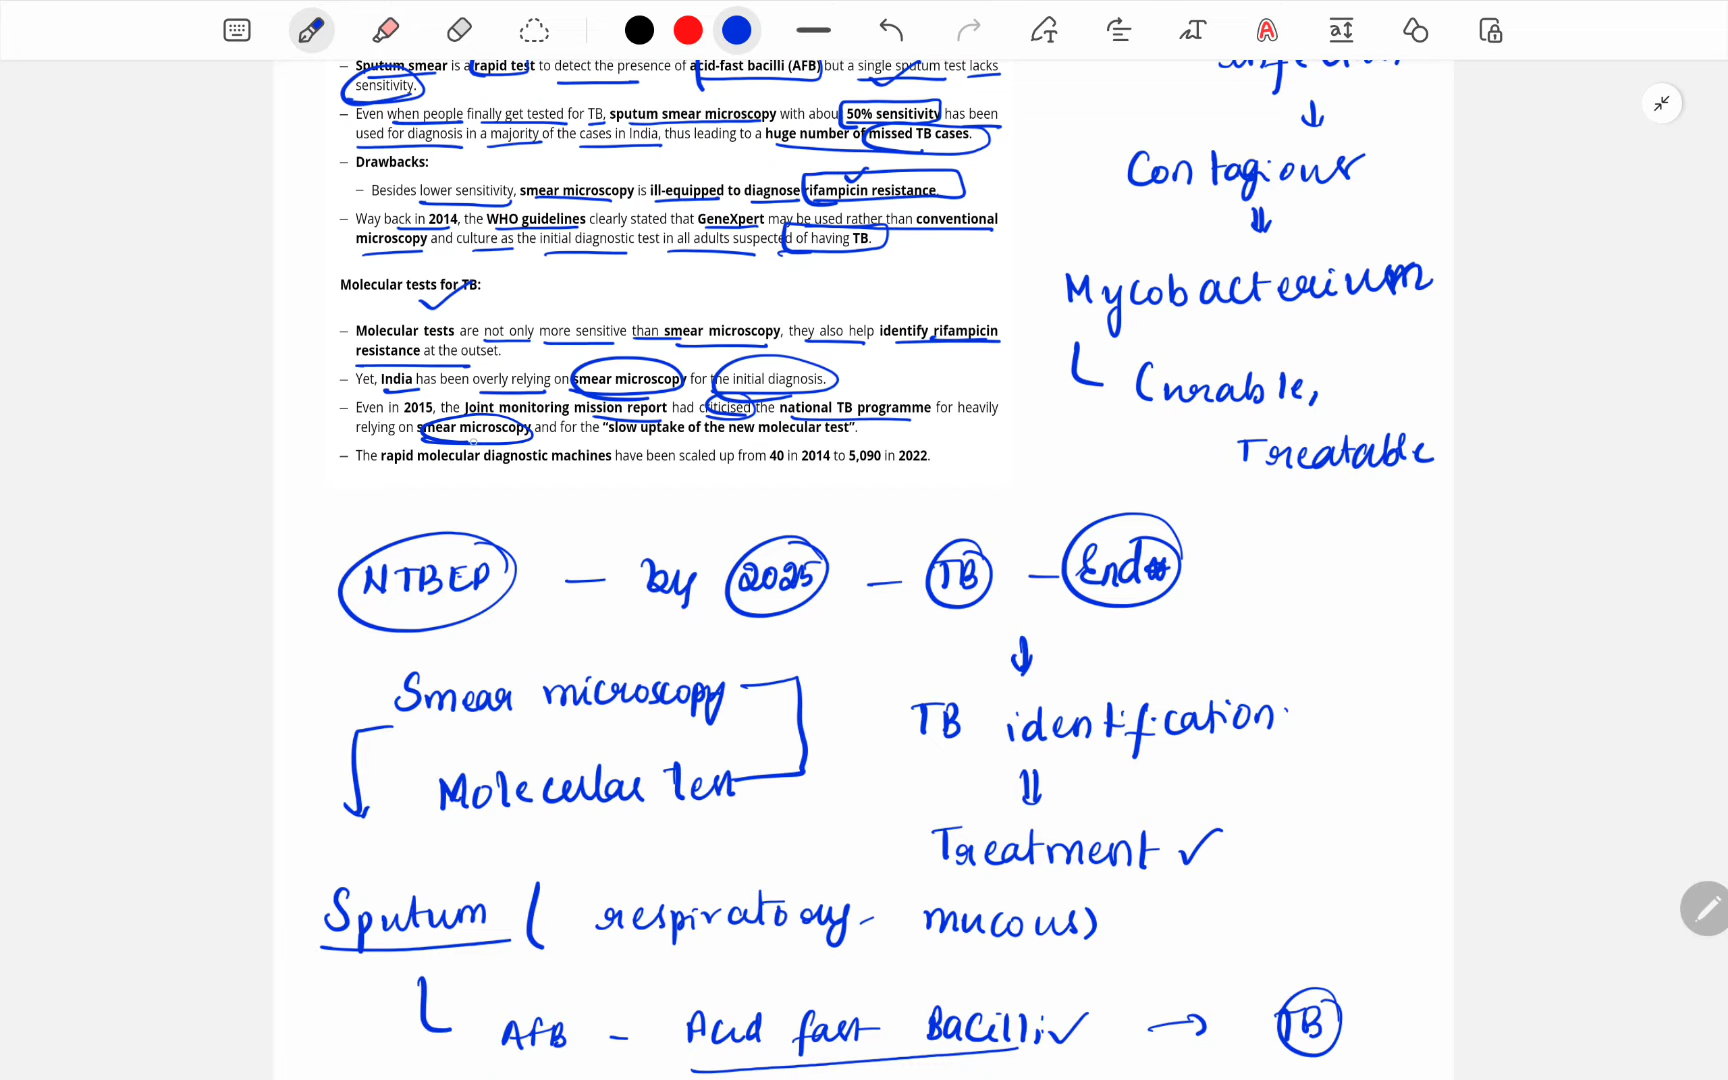 – Sputum smear is a rapid test to detect the presence of acid-fast bacilli (AFB) but a single sputum test lacks
sensitivity.
– Even when people finally get tested for TB, sputum smear microscopy with about 50% sensitivity has been
used for diagnosis in a majority of the cases in India, thus leading to a huge number of missed TB cases.
– Drawbacks:
– Besides lower sensitivity, smear microscopy is ill-equipped to diagnose rifampicin resistance.
– Way back in 2014, the WHO guidelines clearly stated that GeneXpert may be used rather than conventional
microscopy and culture as the initial diagnostic test in all adults suspected of having TB.
Molecular tests for TB:
– Molecular tests are not only more sensitive than smear microscopy, they also help identify rifampicin
resistance at the outset.
– Yet, India has been overly relying on smear microscopy for the initial diagnosis.
– Even in 2015, the Joint monitoring mission report had criticised the national TB programme for heavily
relying on smear microscopy and for the “slow uptake of the new molecular test”.
– The rapid molecular diagnostic machines have been scaled up from 40 in 2014 to 5,090 in 2022.
↓
Contagious
⇓
Mycobacterium
Curable,
Treatable
NTBEP – by 2025 – TB – End
↓
Smear microscopy
Molecular Test
TB identification
⇓
Treatment ✓
Sputum (respiratory mucous)
AFB – Acid fast Bacilli ✓ → TB